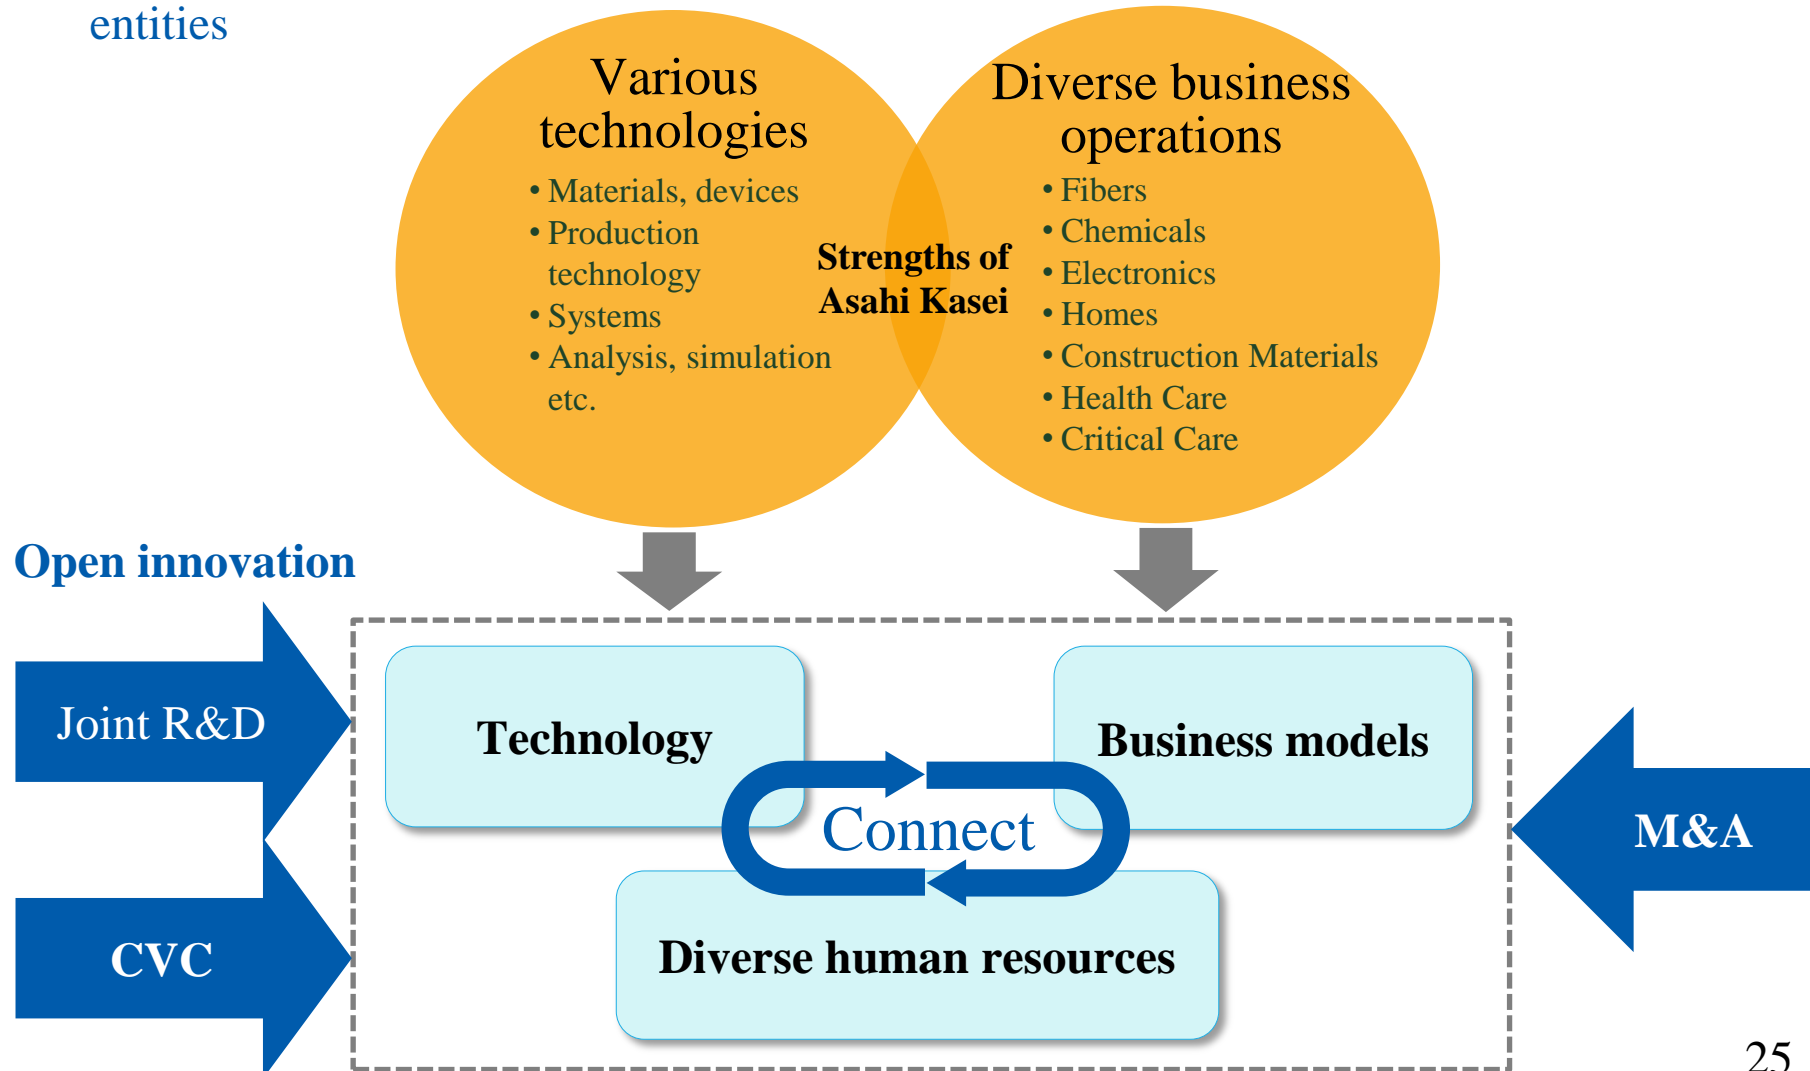 entities
Various
technologies
• Materials, devices
• Production
technology
• Systems
• Analysis, simulation
etc.
Strengths of
Asahi Kasei
Diverse business
operations
• Fibers
• Chemicals
• Electronics
• Homes
• Construction Materials
• Health Care
• Critical Care
Open innovation
Joint R&D
CVC
Technology
Business models
Connect
Diverse human resources
M&A
25